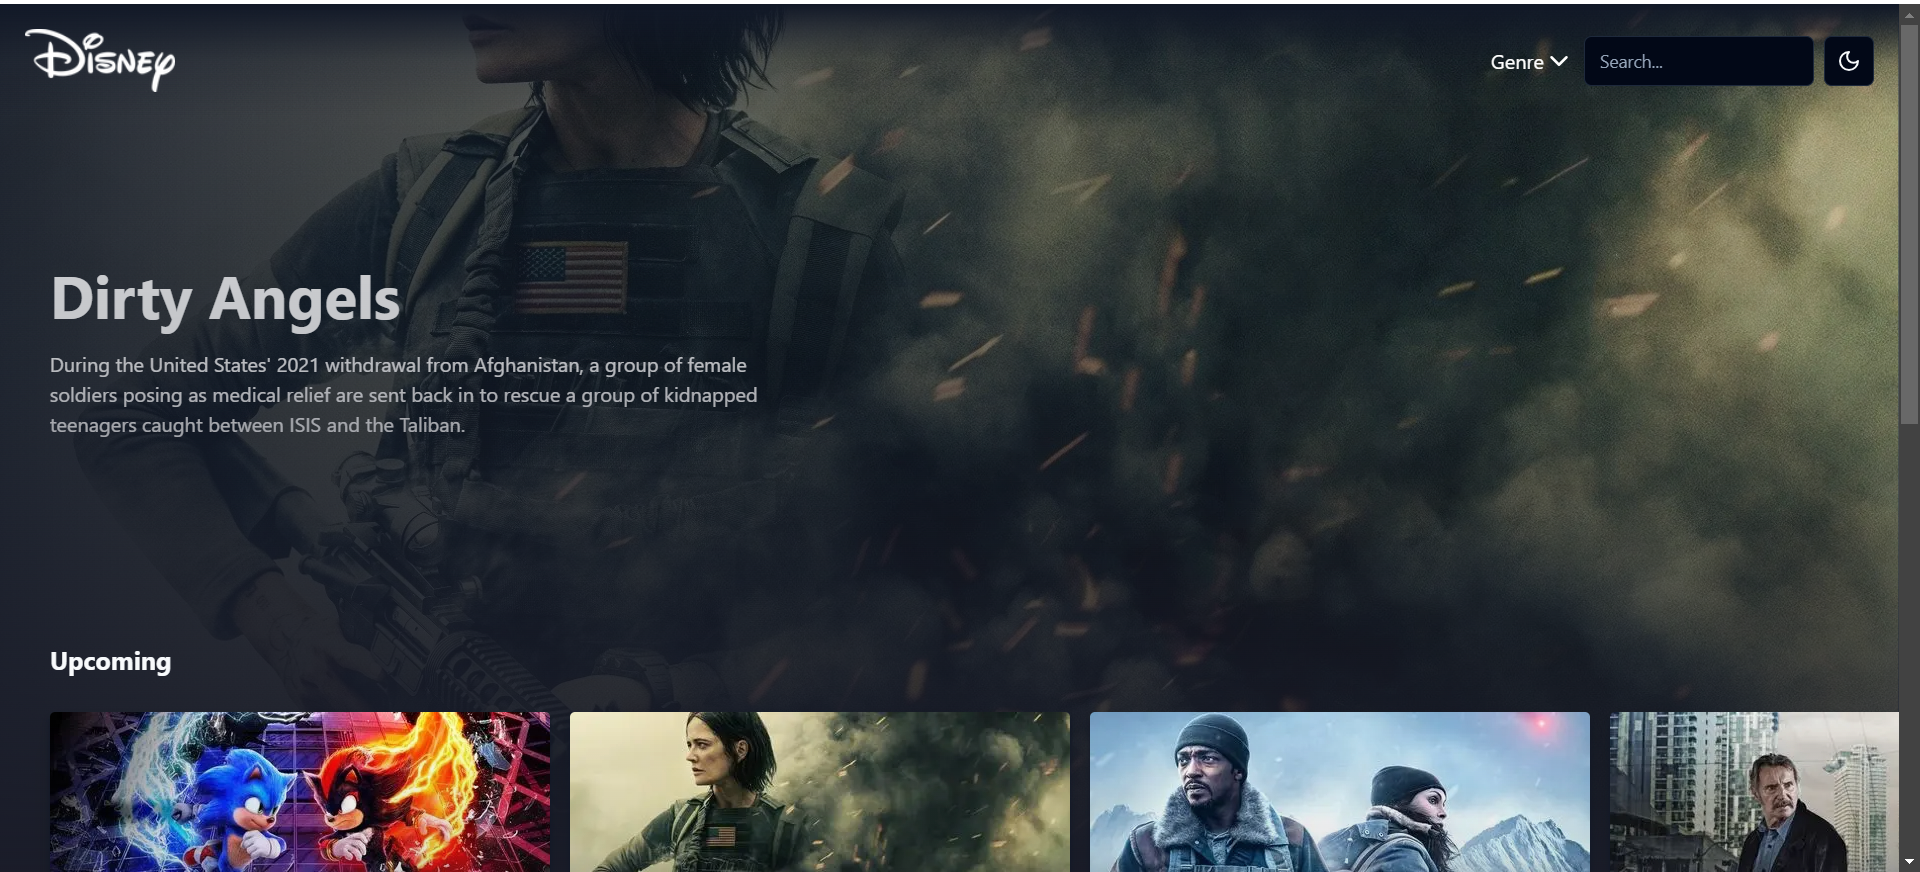 Disney
Genre
Search...
Dirty Angels
During the United States' 2021 withdrawal from Afghanistan, a group of female
soldiers posing as medical relief are sent back in to rescue a group of kidnapped
teenagers caught between ISIS and the Taliban.
Upcoming